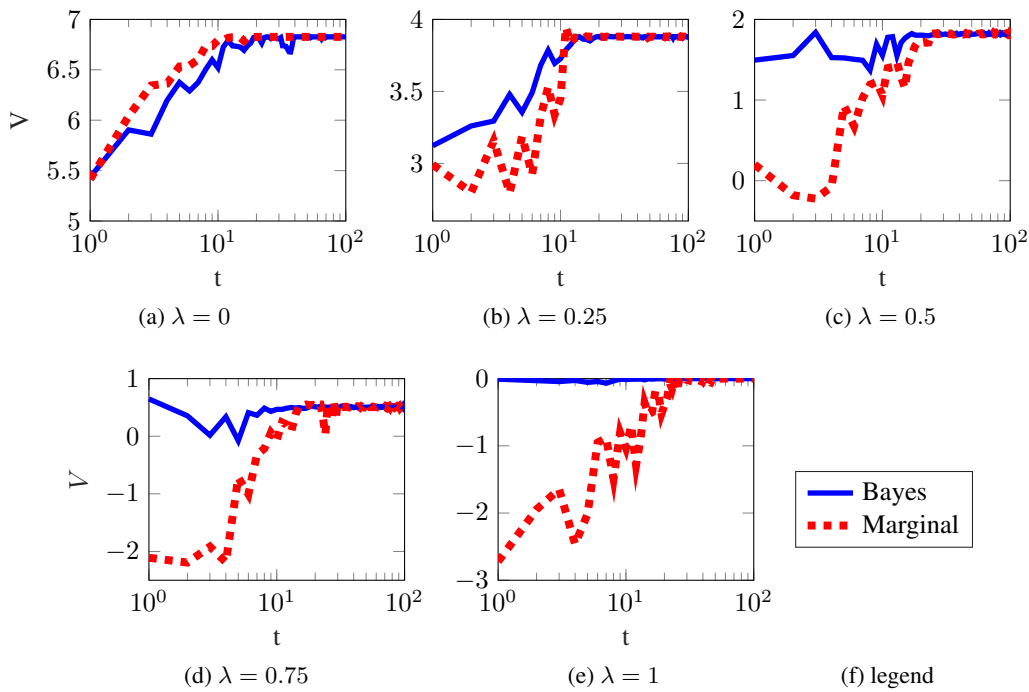 7
6.5
6
5.5
5
V
10^0
10^1
10^2
t
(a) λ = 0
4
3.5
3
10^0
10^1
10^2
t
(b) λ = 0.25
2
1
0
10^0
10^1
10^2
t
(c) λ = 0.5
1
0
−1
−2
V
10^0
10^1
10^2
t
(d) λ = 0.75
0
−1
−2
−3
10^0
10^1
10^2
t
(e) λ = 1
Bayes
Marginal
(f) legend